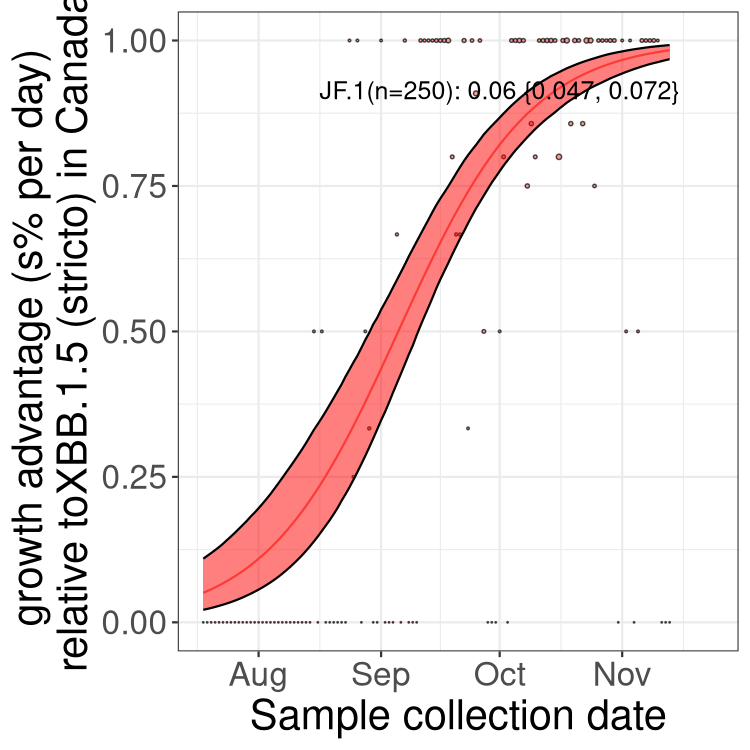 growth advantage (s% per day)
relative toXBB.1.5 (stricto) in Canada
1.00
0.75
0.50
0.25
0.00
JF.1(n=250): 0.06 {0.047, 0.072}
Aug Sep Oct Nov
Sample collection date